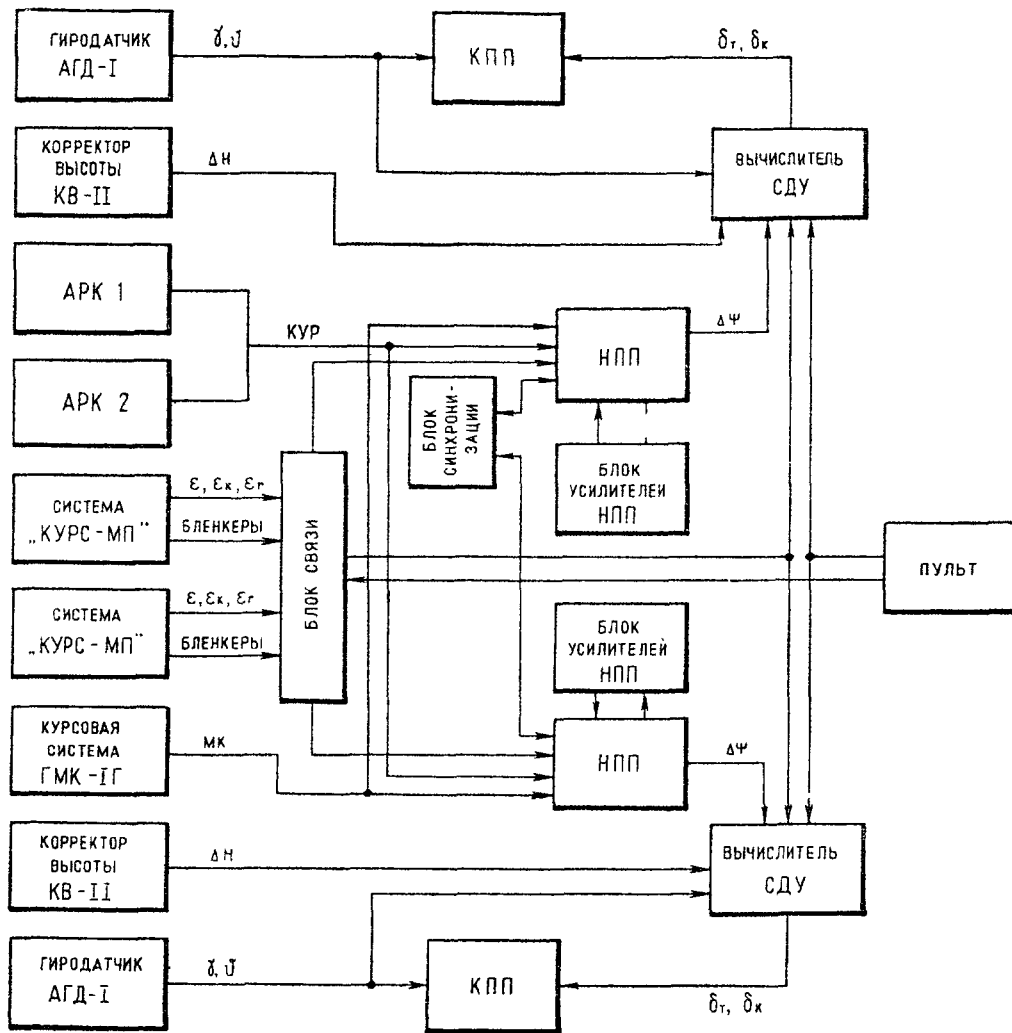 ГИРОДАТЧИК
АГД-I
γ, υ
КПП
δт, δк
КОРРЕКТОР
ВЫСОТЫ
КВ-II
ΔН
ВЫЧИСЛИТЕЛЬ
СДУ
АРК 1
АРК 2
КУР
НПП
ΔΨ
БЛОК
СИНХРОНИ-
ЗАЦИИ
БЛОК
УСИЛИТЕЛЕЙ
НПП
СИСТЕМА
„КУРС-МП"
ε, εк, εг
БЛЕНКЕРЫ
БЛОК СВЯЗИ
ПУЛЬТ
СИСТЕМА
„КУРС-МП"
ε, εк, εг
БЛЕНКЕРЫ
БЛОК
УСИЛИТЕЛЕЙ
НПП
КУРСОВАЯ
СИСТЕМА
ГМК-IГ
МК
НПП
ΔΨ
КОРРЕКТОР
ВЫСОТЫ
КВ-II
ΔН
ВЫЧИСЛИТЕЛЬ
СДУ
ГИРОДАТЧИК
АГД-I
γ, υ
КПП
δт, δк